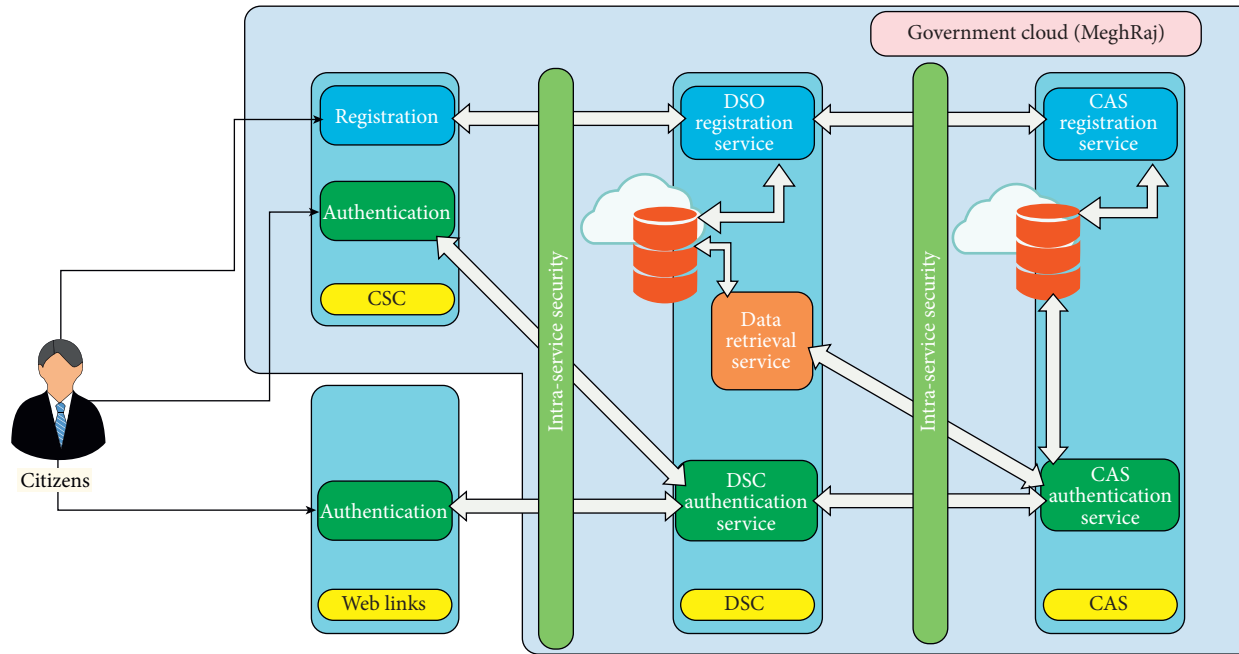 Government cloud (MeghRaj)
Registration
Authentication
CSC
Citizens
Authentication
Web links
Intra-service security
DSO
registration
service
Data
retrieval
service
DSC
authentication
service
DSC
Intra-service security
CAS
registration
service
CAS
authentication
service
CAS